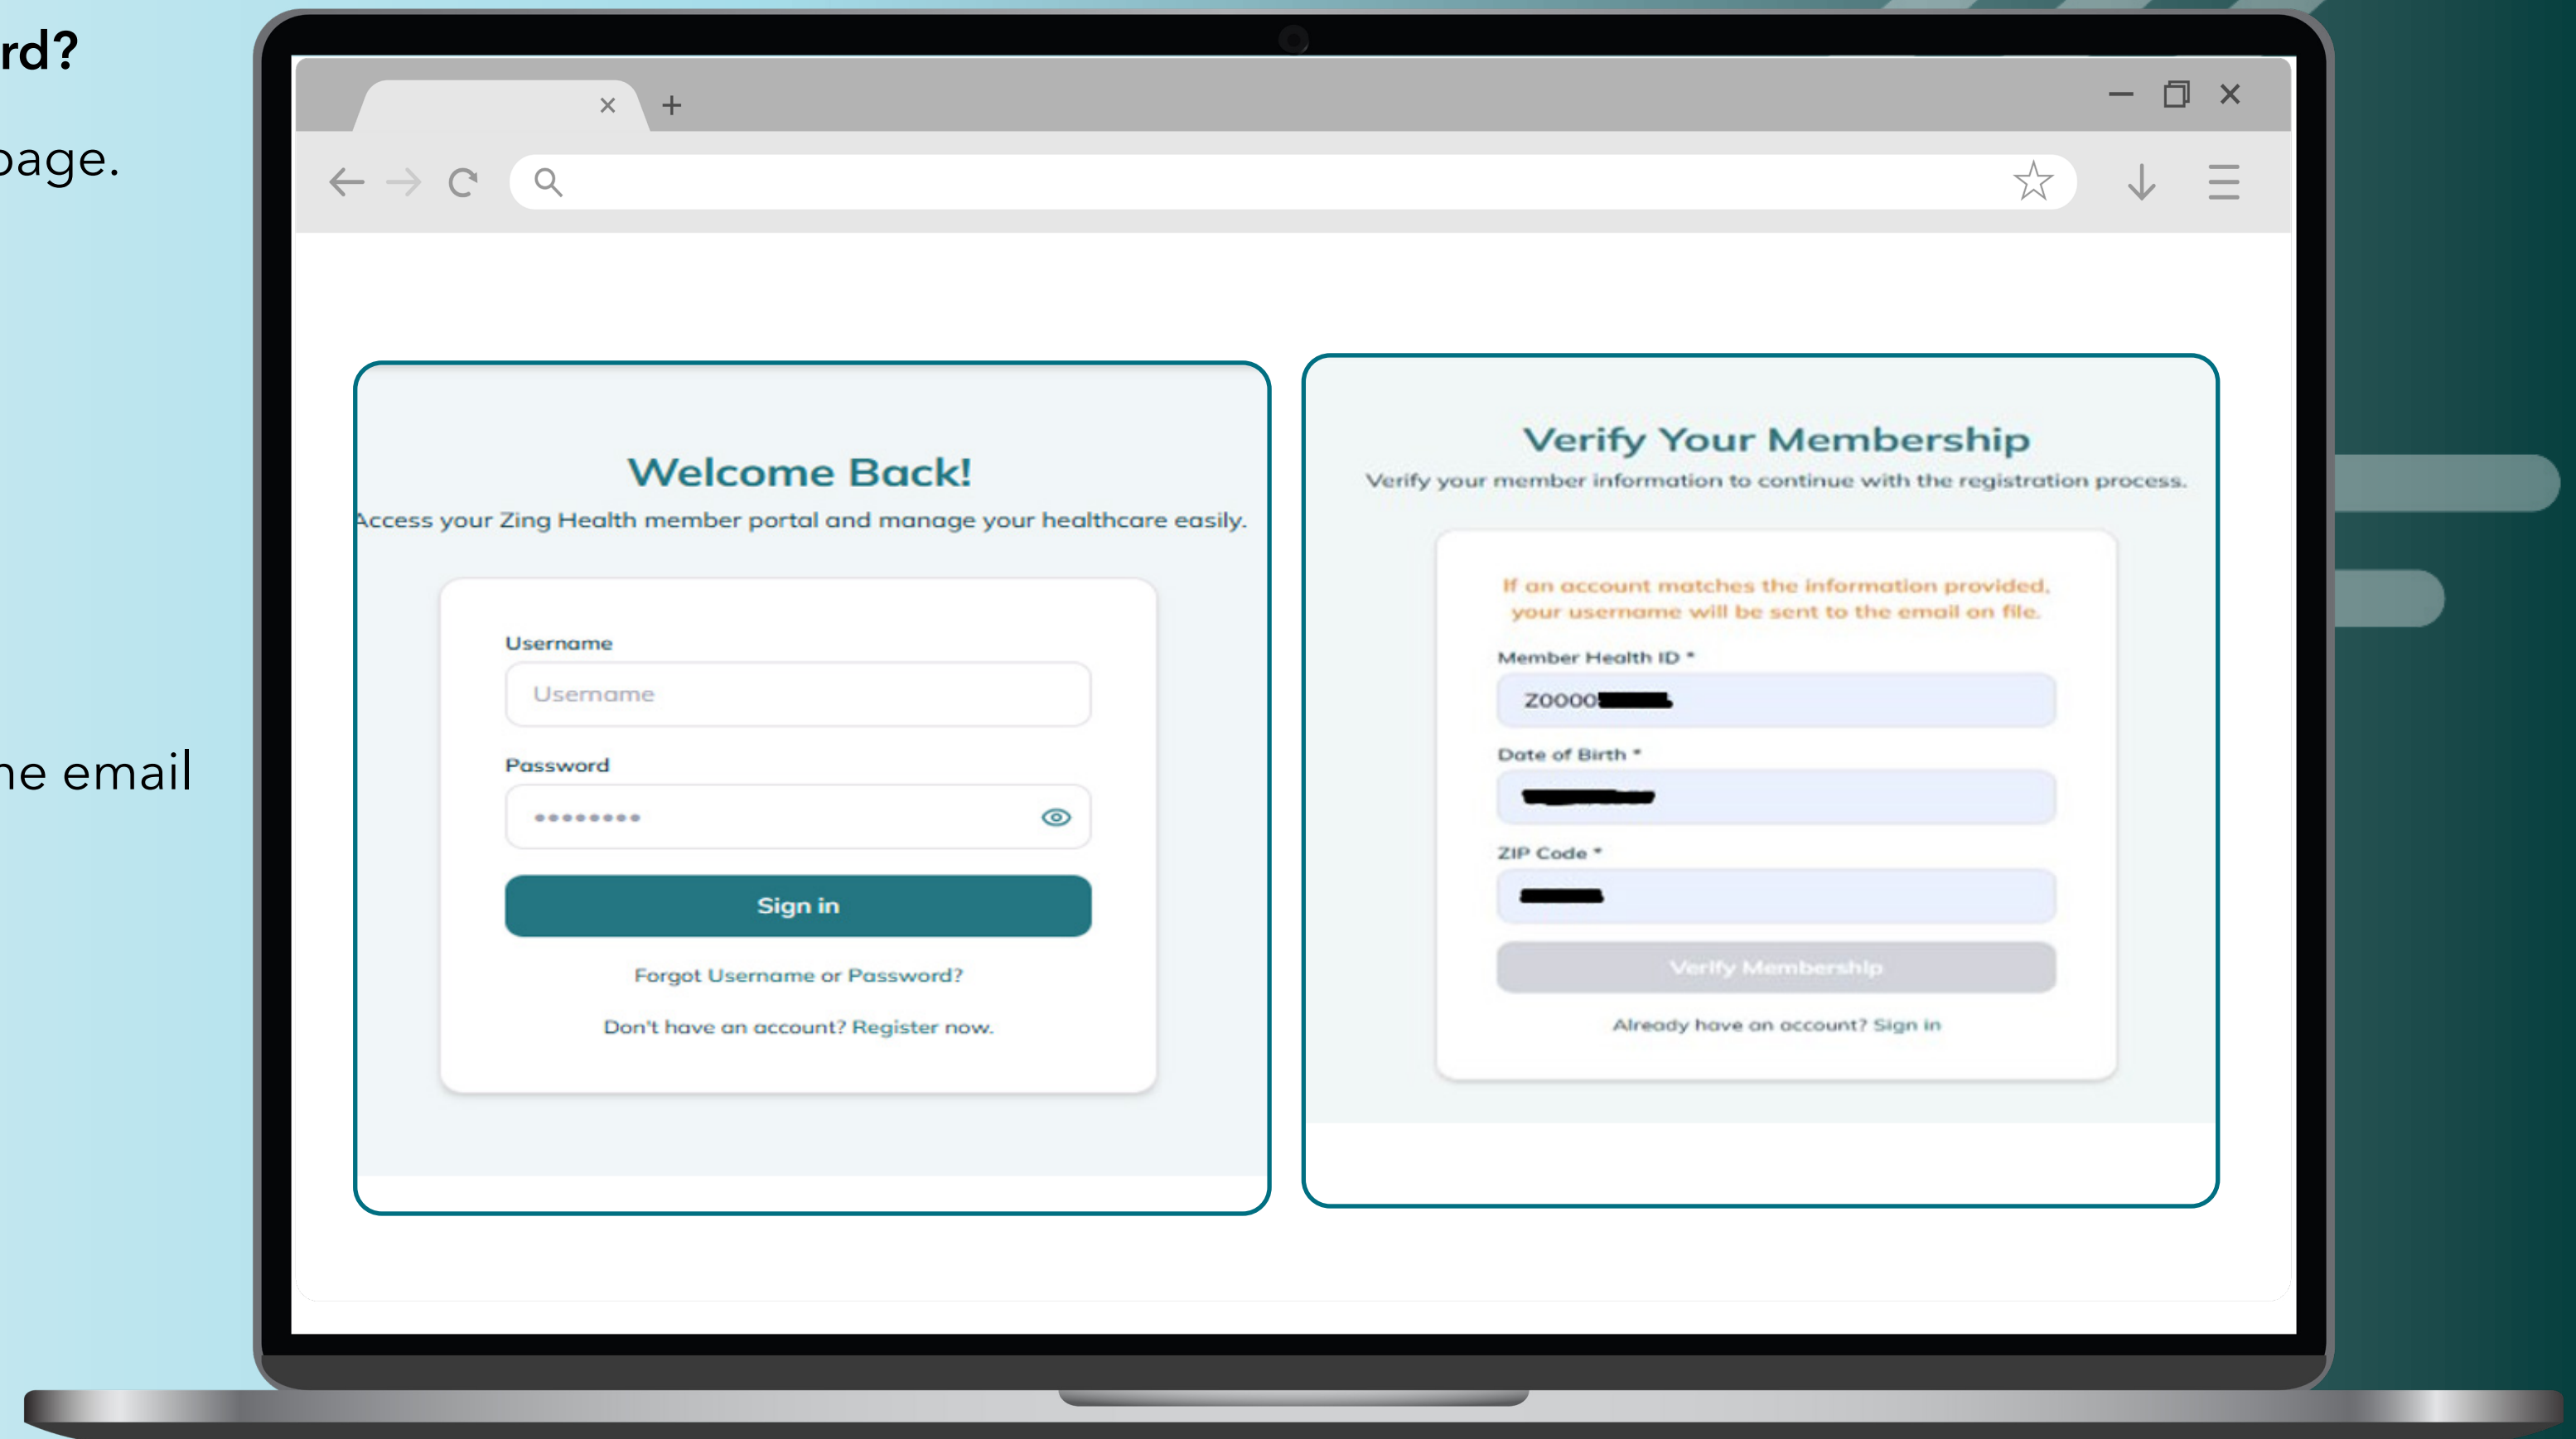 rd?
page.
he email
Welcome Back!
Access your Zing Health member portal and manage your healthcare easily.
Username
Username
Password
Sign in
Forgot Username or Password?
Don't have an account? Register now.
Verify Your Membership
Verify your member information to continue with the registration process.
If an account matches the information provided,
your username will be sent to the email on file.
Member Health ID *
Z0000
Date of Birth *
ZIP Code *
Verify Membership
Already have an account? Sign in